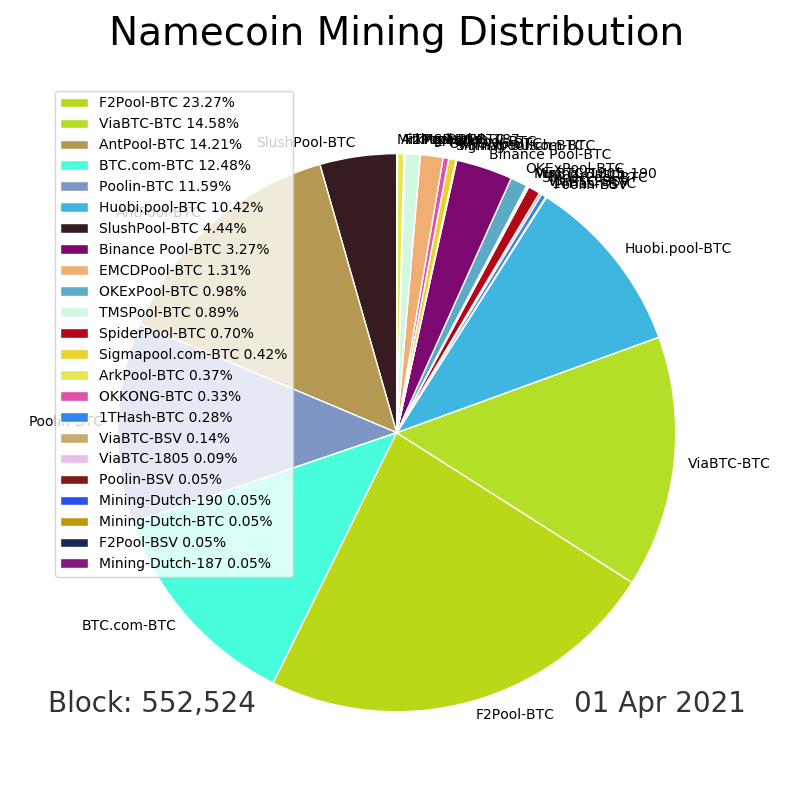 Namecoin Mining Distribution
F2Pool-BTC 23.27%
ViaBTC-BTC 14.58%
AntPool-BTC 14.21%
BTC.com-BTC 12.48%
Poolin-BTC 11.59%
Huobi.pool-BTC 10.42%
SlushPool-BTC 4.44%
Binance Pool-BTC 3.27%
EMCDPool-BTC 1.31%
OKExPool-BTC 0.98%
TMSPool-BTC 0.89%
SpiderPool-BTC 0.70%
Sigmapool.com-BTC 0.42%
ArkPool-BTC 0.37%
OKKONG-BTC 0.33%
1THash-BTC 0.28%
ViaBTC-BSV 0.14%
ViaBTC-1805 0.09%
Poolin-BSV 0.05%
Mining-Dutch-190 0.05%
Mining-Dutch-BTC 0.05%
F2Pool-BSV 0.05%
Mining-Dutch-187 0.05%
SlushPool-BTC
Binance Pool-BTC
OKExPool-BTC
Poolin-BSV
AntPool-BTC
Huobi.pool-BTC
Poolin-BTC
ViaBTC-BTC
BTC.com-BTC
F2Pool-BTC
Block: 552,524
01 Apr 2021